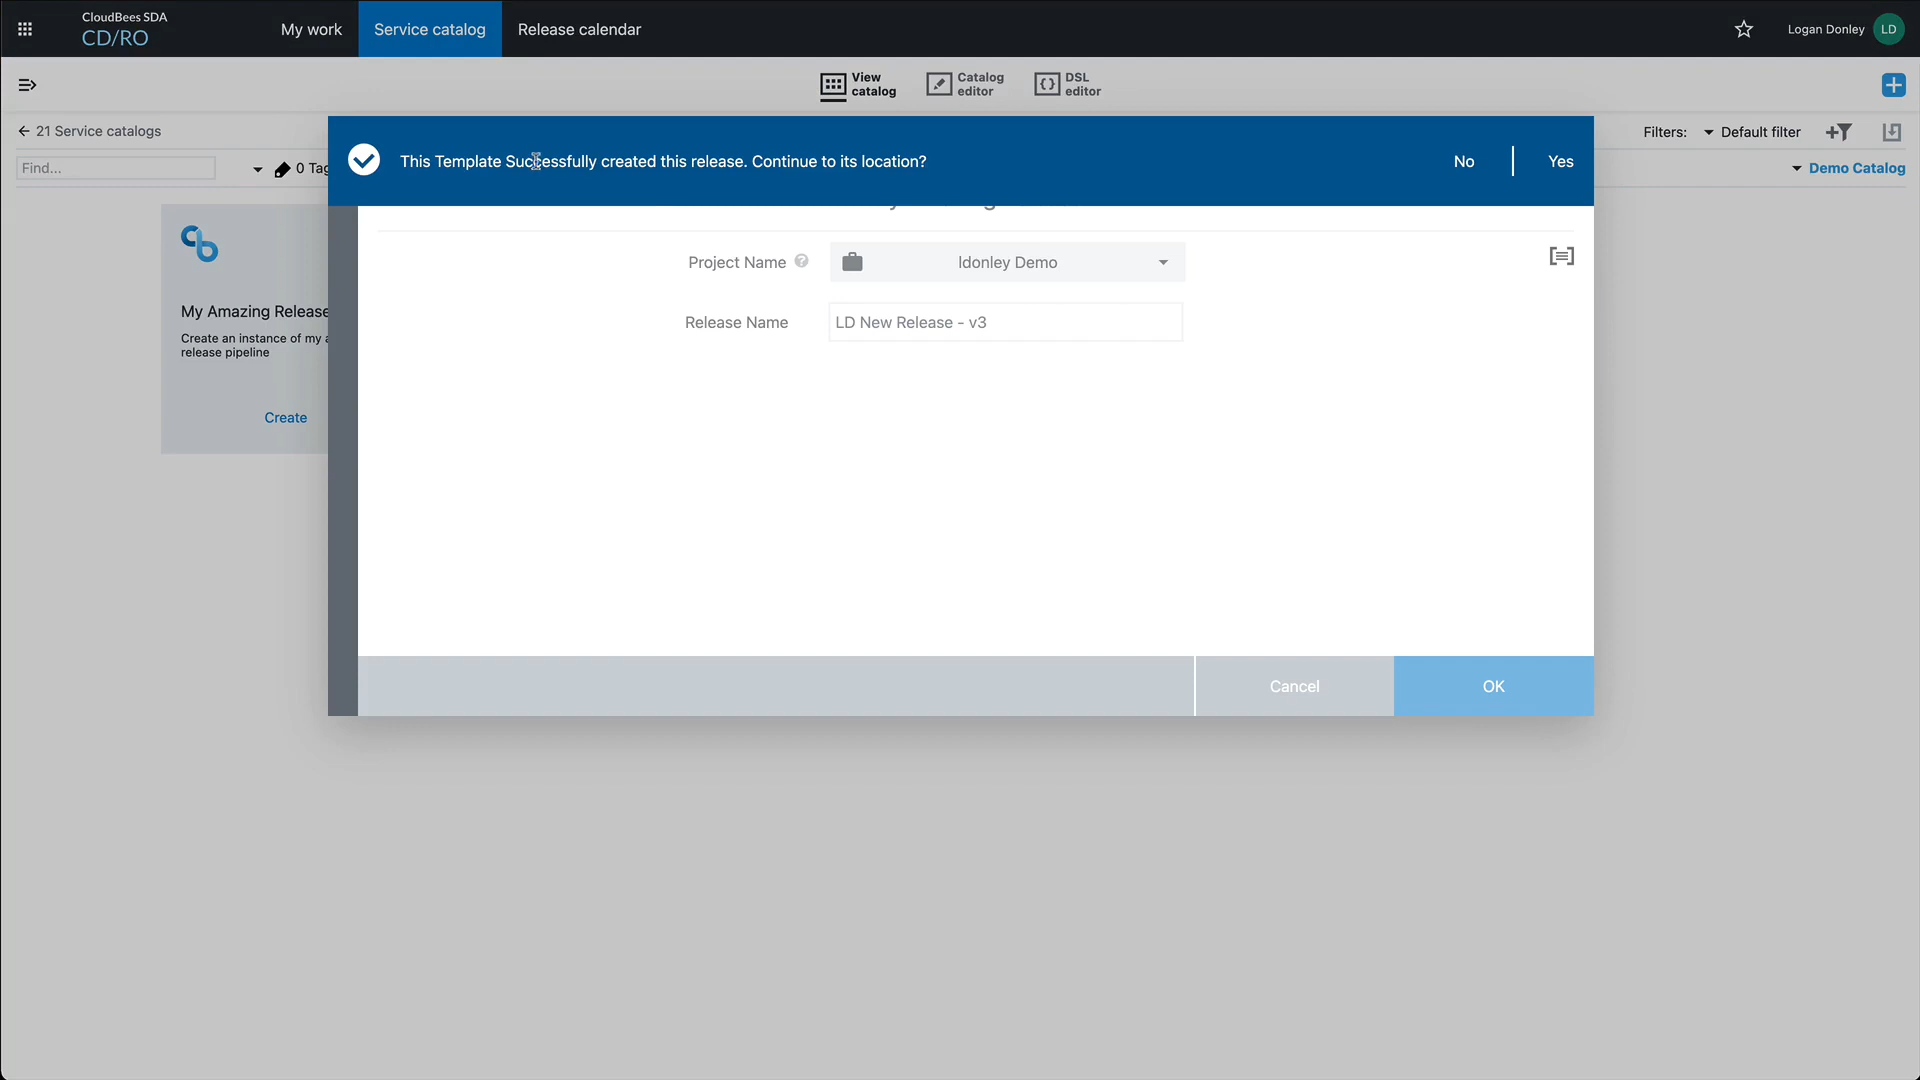 CloudBees SDA
CD/RO
My work
Service catalog
Release calendar
Logan Donley
LD
View catalog
Catalog editor
DSL editor
21 Service catalogs
Filters:
Default filter
Find...
0 Tag
Demo Catalog
This Template Successfully created this release. Continue to its location?
No
Yes
My Amazing Release
Create an instance of my a
release pipeline
Create
Project Name
ldonley Demo
Release Name
LD New Release - v3
Cancel
OK